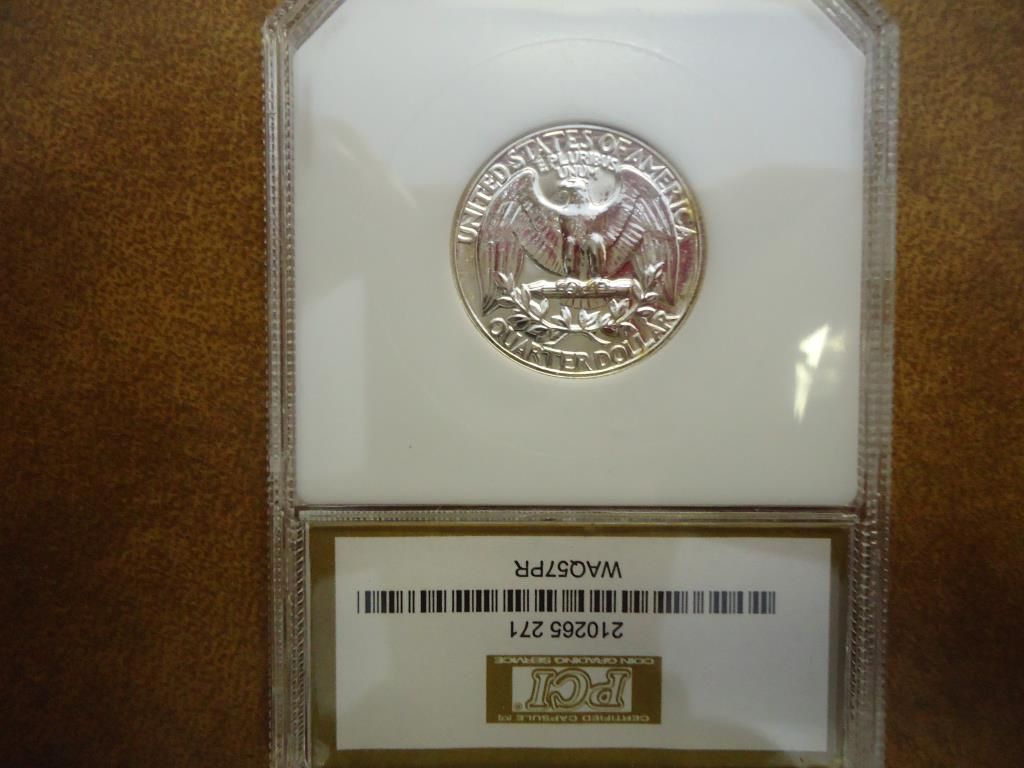 UNITED STATES OF AMERICA
E PLURIBUS
UNUM
QUARTER DOLLAR
WAQ57PR
210265 271
PCI®
COIN GRADING SERVICE
CERTIFIED CAPSULE